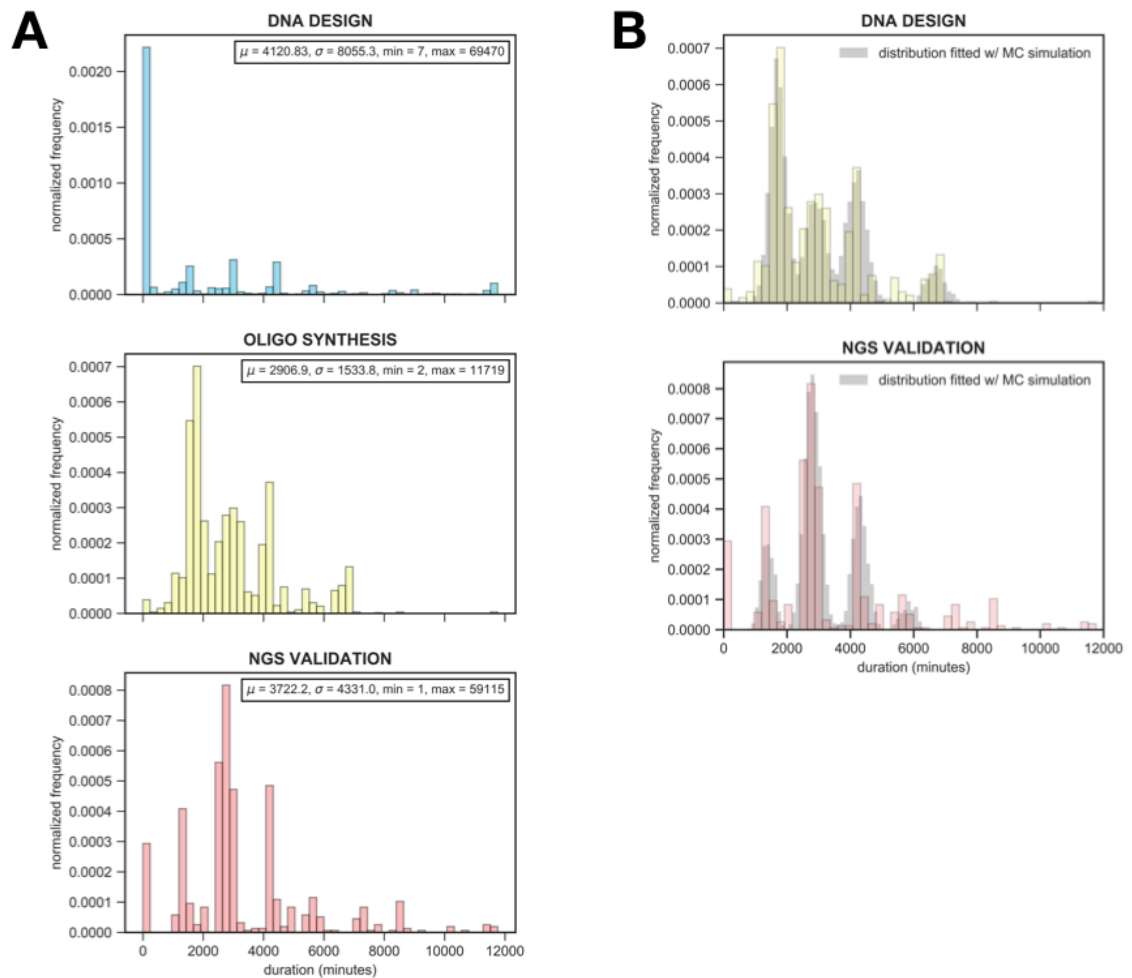 A
DNA DESIGN
μ = 4120.83, σ = 8055.3, min = 7, max = 69470
normalized frequency
0.0020
0.0015
0.0010
0.0005
0.0000
OLIGO SYNTHESIS
μ = 2906.9, σ = 1533.8, min = 2, max = 11719
normalized frequency
0.0007
0.0006
0.0005
0.0004
0.0003
0.0002
0.0001
0.0000
NGS VALIDATION
μ = 3722.2, σ = 4331.0, min = 1, max = 59115
normalized frequency
0.0008
0.0007
0.0006
0.0005
0.0004
0.0003
0.0002
0.0001
0.0000
0 2000 4000 6000 8000 10000 12000
duration (minutes)
B
DNA DESIGN
distribution fitted w/ MC simulation
normalized frequency
0.0007
0.0006
0.0005
0.0004
0.0003
0.0002
0.0001
0.0000
NGS VALIDATION
distribution fitted w/ MC simulation
normalized frequency
0.0008
0.0007
0.0006
0.0005
0.0004
0.0003
0.0002
0.0001
0.0000
0 2000 4000 6000 8000 10000 12000
duration (minutes)